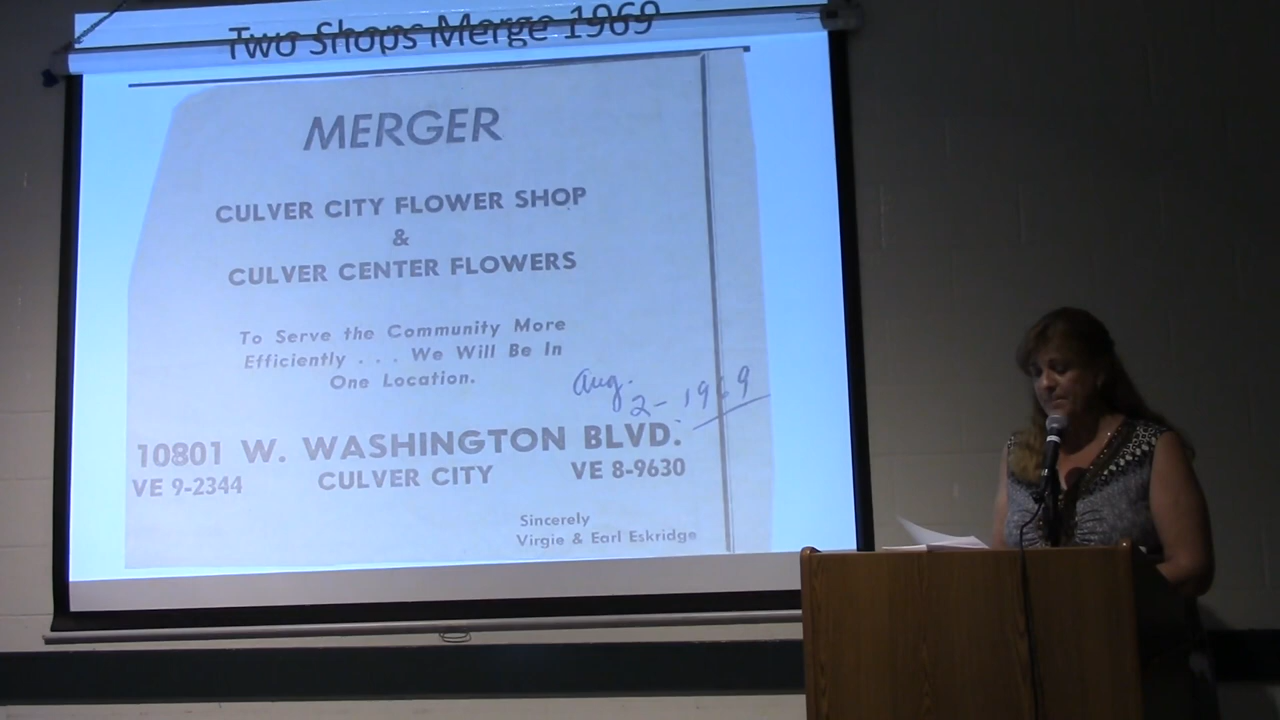 Two Shops Merge 1969
MERGER
CULVER CITY FLOWER SHOP
&
CULVER CENTER FLOWERS
To Serve the Community More
Efficiently . . . We Will Be In
One Location.
Aug. 2-1969
10801 W. WASHINGTON BLVD.
VE 9-2344 CULVER CITY VE 8-9630
Sincerely
Virgie & Earl Eskridge